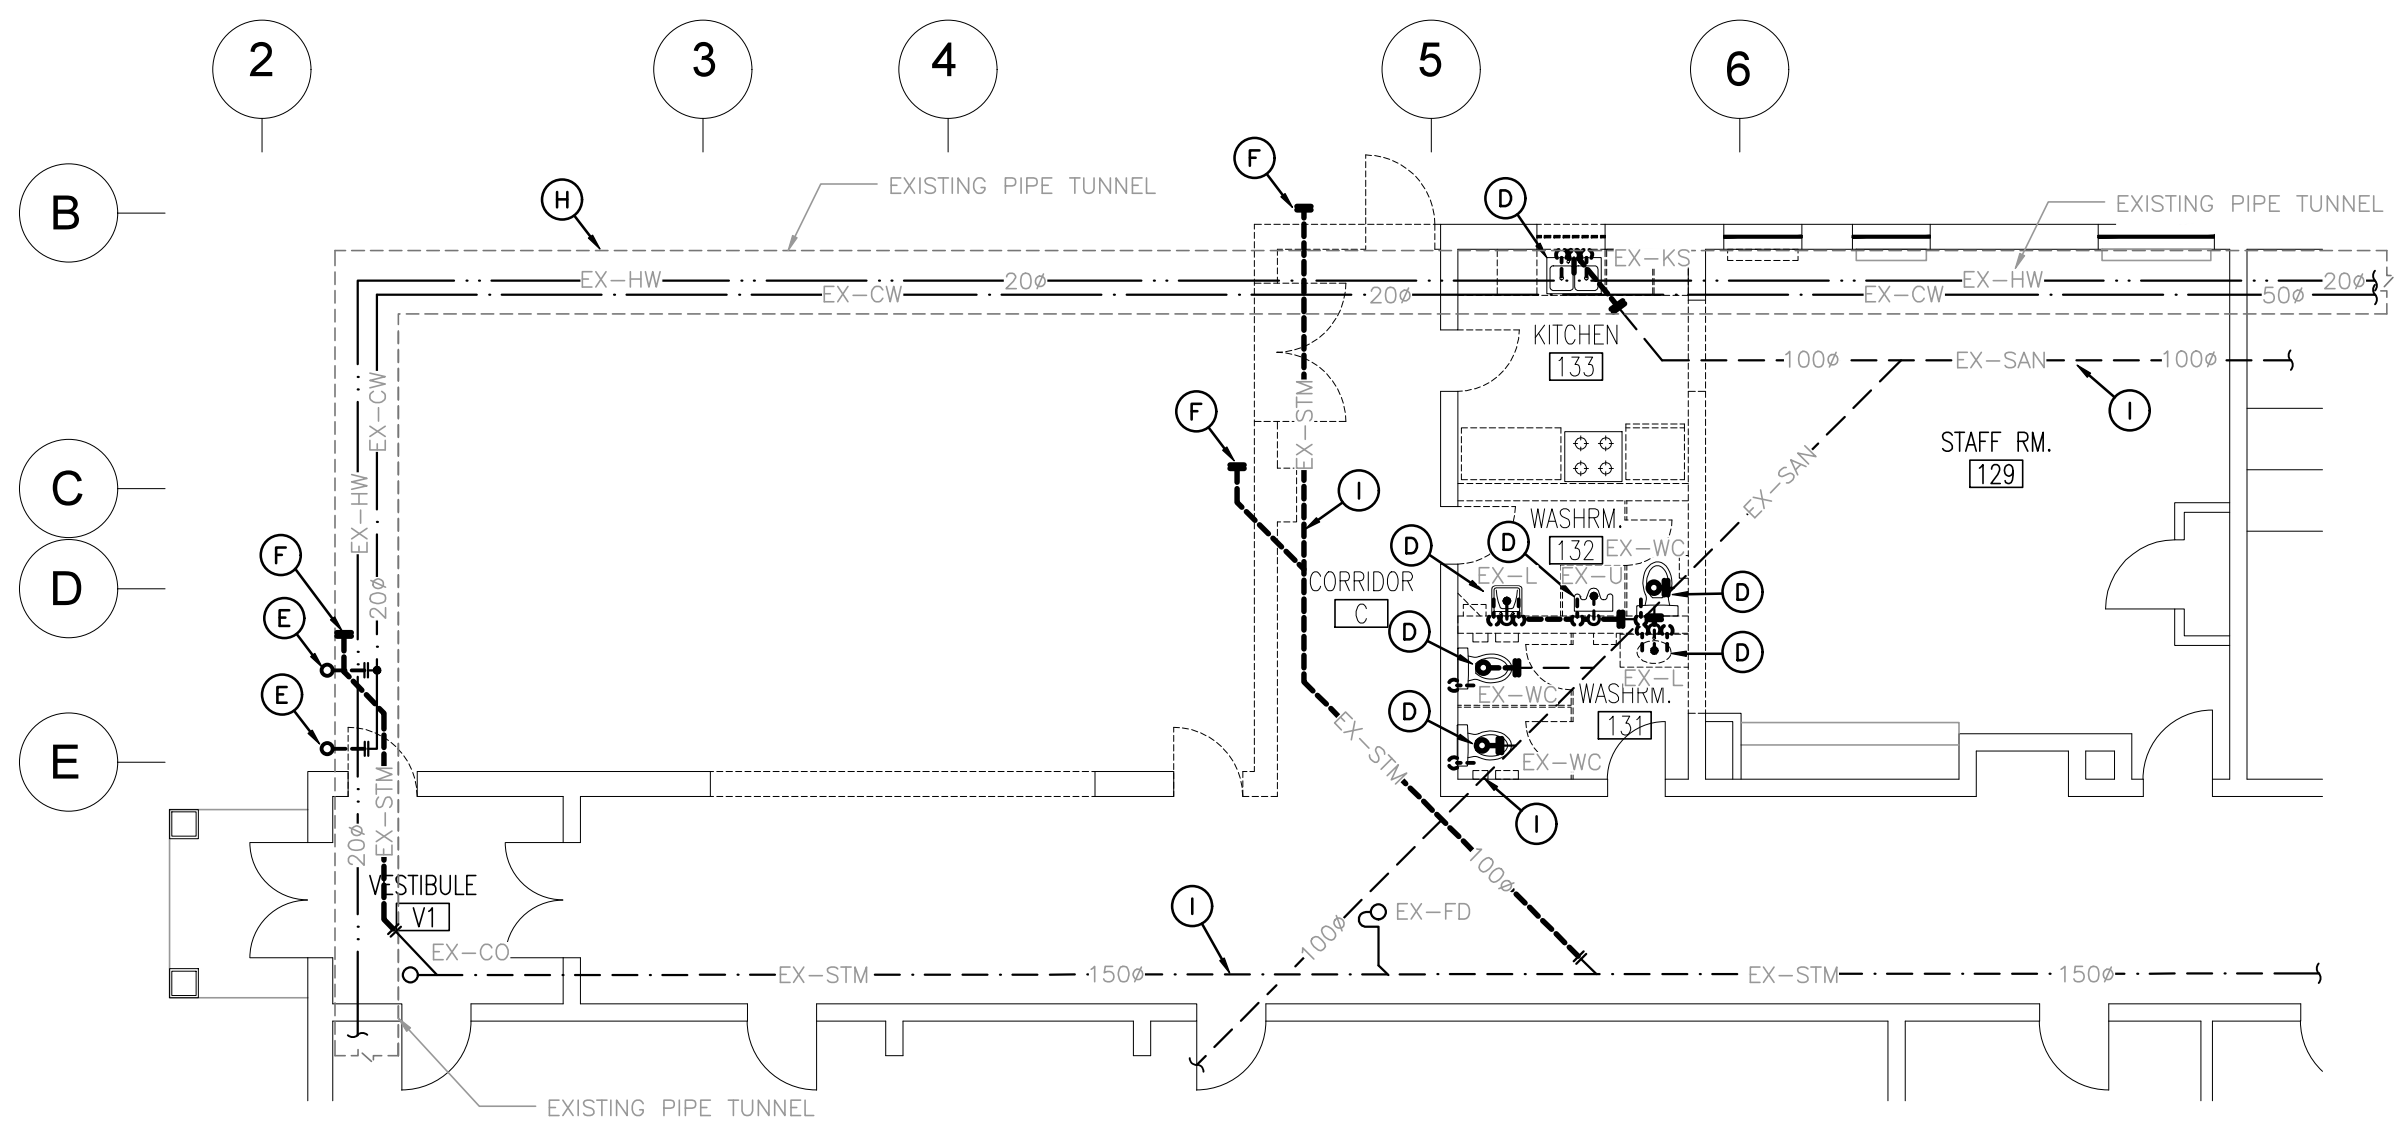 2
3
4
5
6
B
C
D
E
F
H
EXISTING PIPE TUNNEL
D
EXISTING PIPE TUNNEL
EX-KS
EX-HW
20ø
EX-HW
20ø
EX-CW
20ø
EX-CW
50ø
KITCHEN
133
100ø
EX-SAN
100ø
I
F
EX-CW
EX-STM
STAFF RM.
129
EX-SAN
EX-HW
I
WASHRM.
132
EX-WC
D
D
F
CORRIDOR
C
EX-L
EX-U
D
20ø
E
D
D
E
EX-WC
EX-L
WASHRM.
131
D
EX-STM
EX-WC
EX-STM
20ø
I
100ø
VESTIBULE
V1
I
EX-FD
100ø
EX-CO
EX-STM
150ø
EX-STM
150ø
EXISTING PIPE TUNNEL